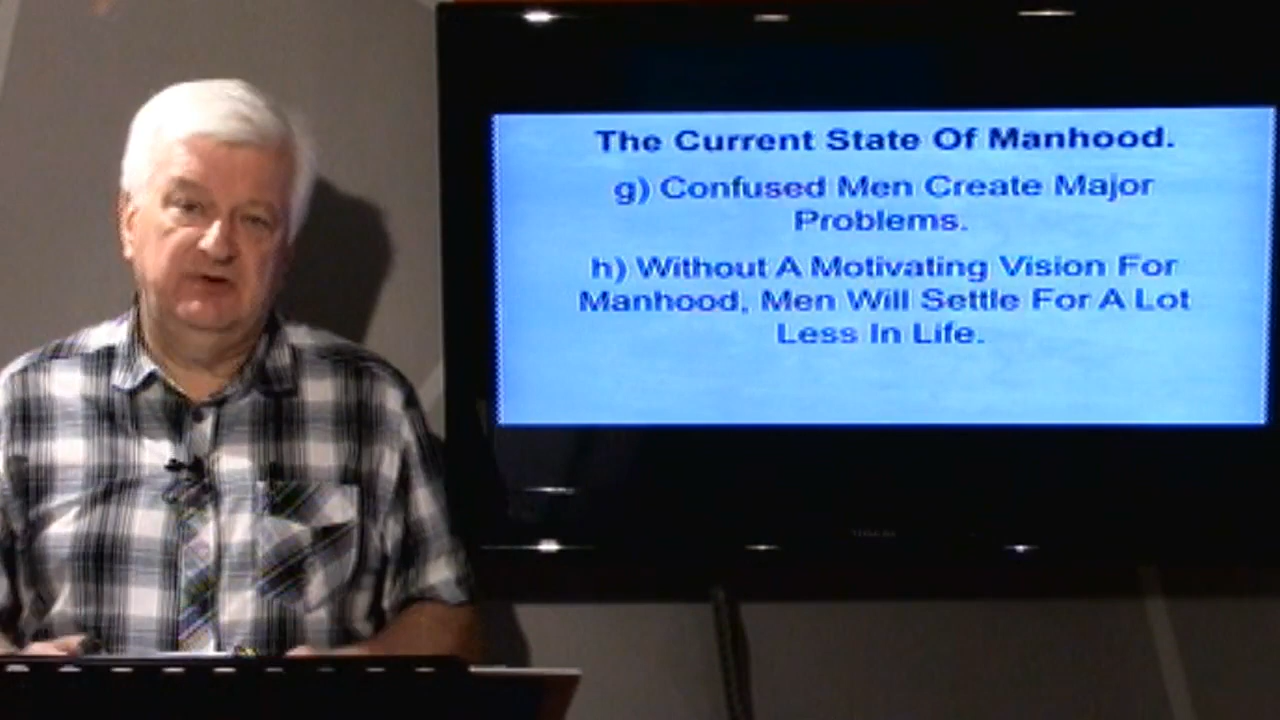 The Current State Of Manhood.
g) Confused Men Create Major
Problems.
h) Without A Motivating Vision For
Manhood, Men Will Settle For A Lot
Less In Life.